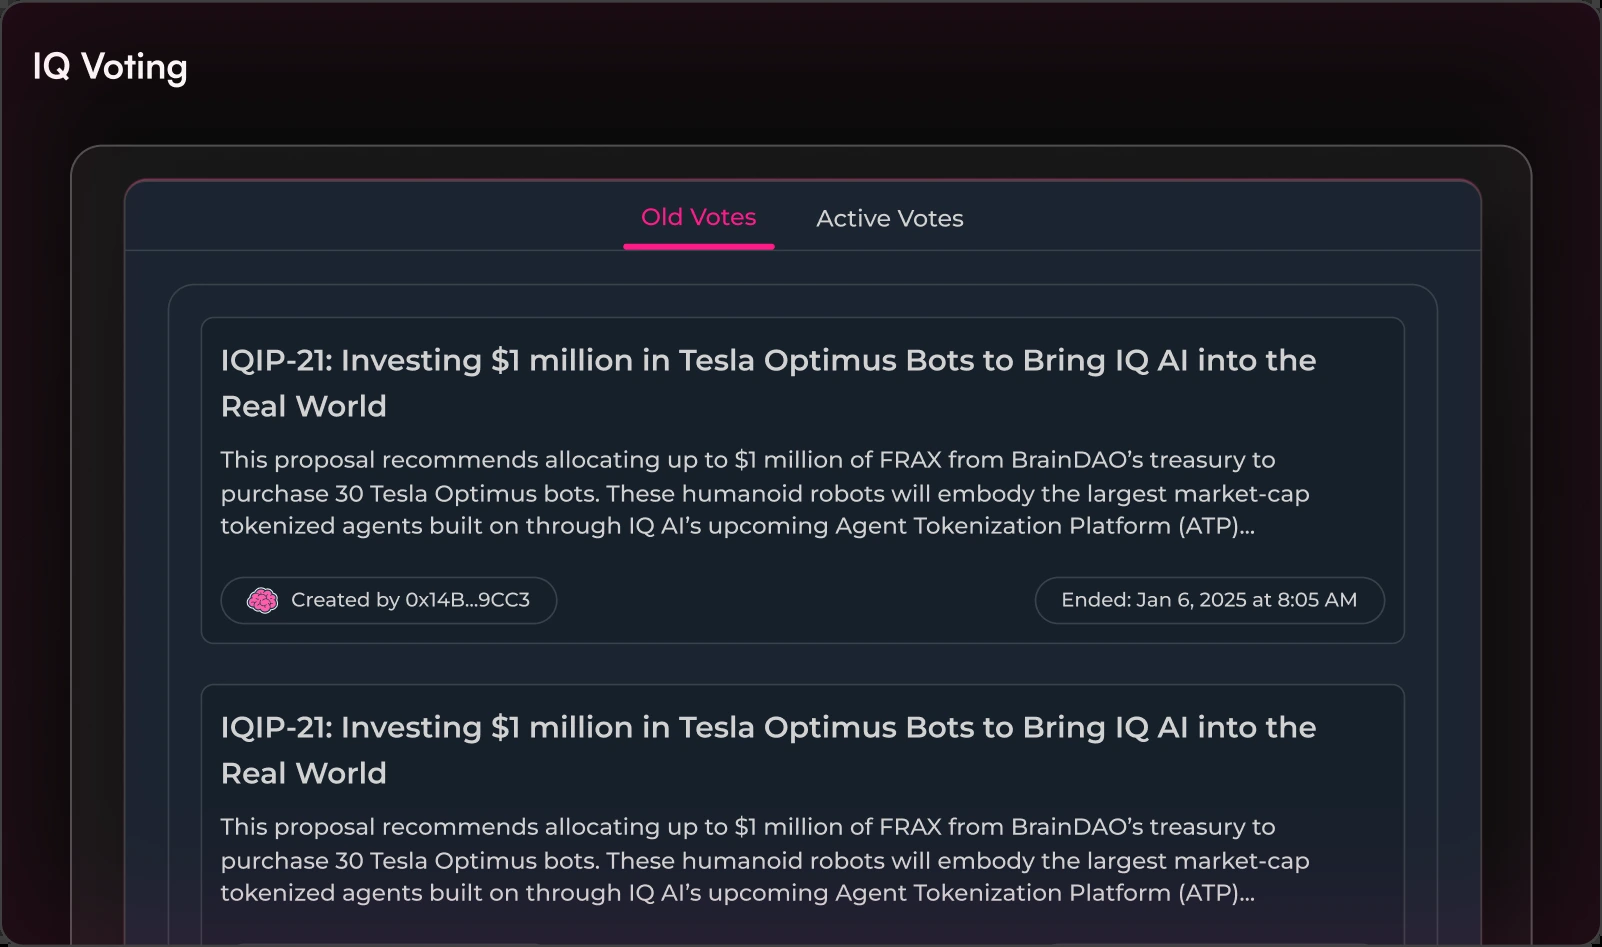 IQ Voting
Old Votes
Active Votes
IQIP-21: Investing $1 million in Tesla Optimus Bots to Bring IQ AI into the
Real World
This proposal recommends allocating up to $1 million of FRAX from BrainDAO’s treasury to
purchase 30 Tesla Optimus bots. These humanoid robots will embody the largest market-cap
tokenized agents built on through IQ AI’s upcoming Agent Tokenization Platform (ATP)...
Created by 0x14B...9CC3
Ended: Jan 6, 2025 at 8:05 AM
IQIP-21: Investing $1 million in Tesla Optimus Bots to Bring IQ AI into the
Real World
This proposal recommends allocating up to $1 million of FRAX from BrainDAO’s treasury to
purchase 30 Tesla Optimus bots. These humanoid robots will embody the largest market-cap
tokenized agents built on through IQ AI’s upcoming Agent Tokenization Platform (ATP)...